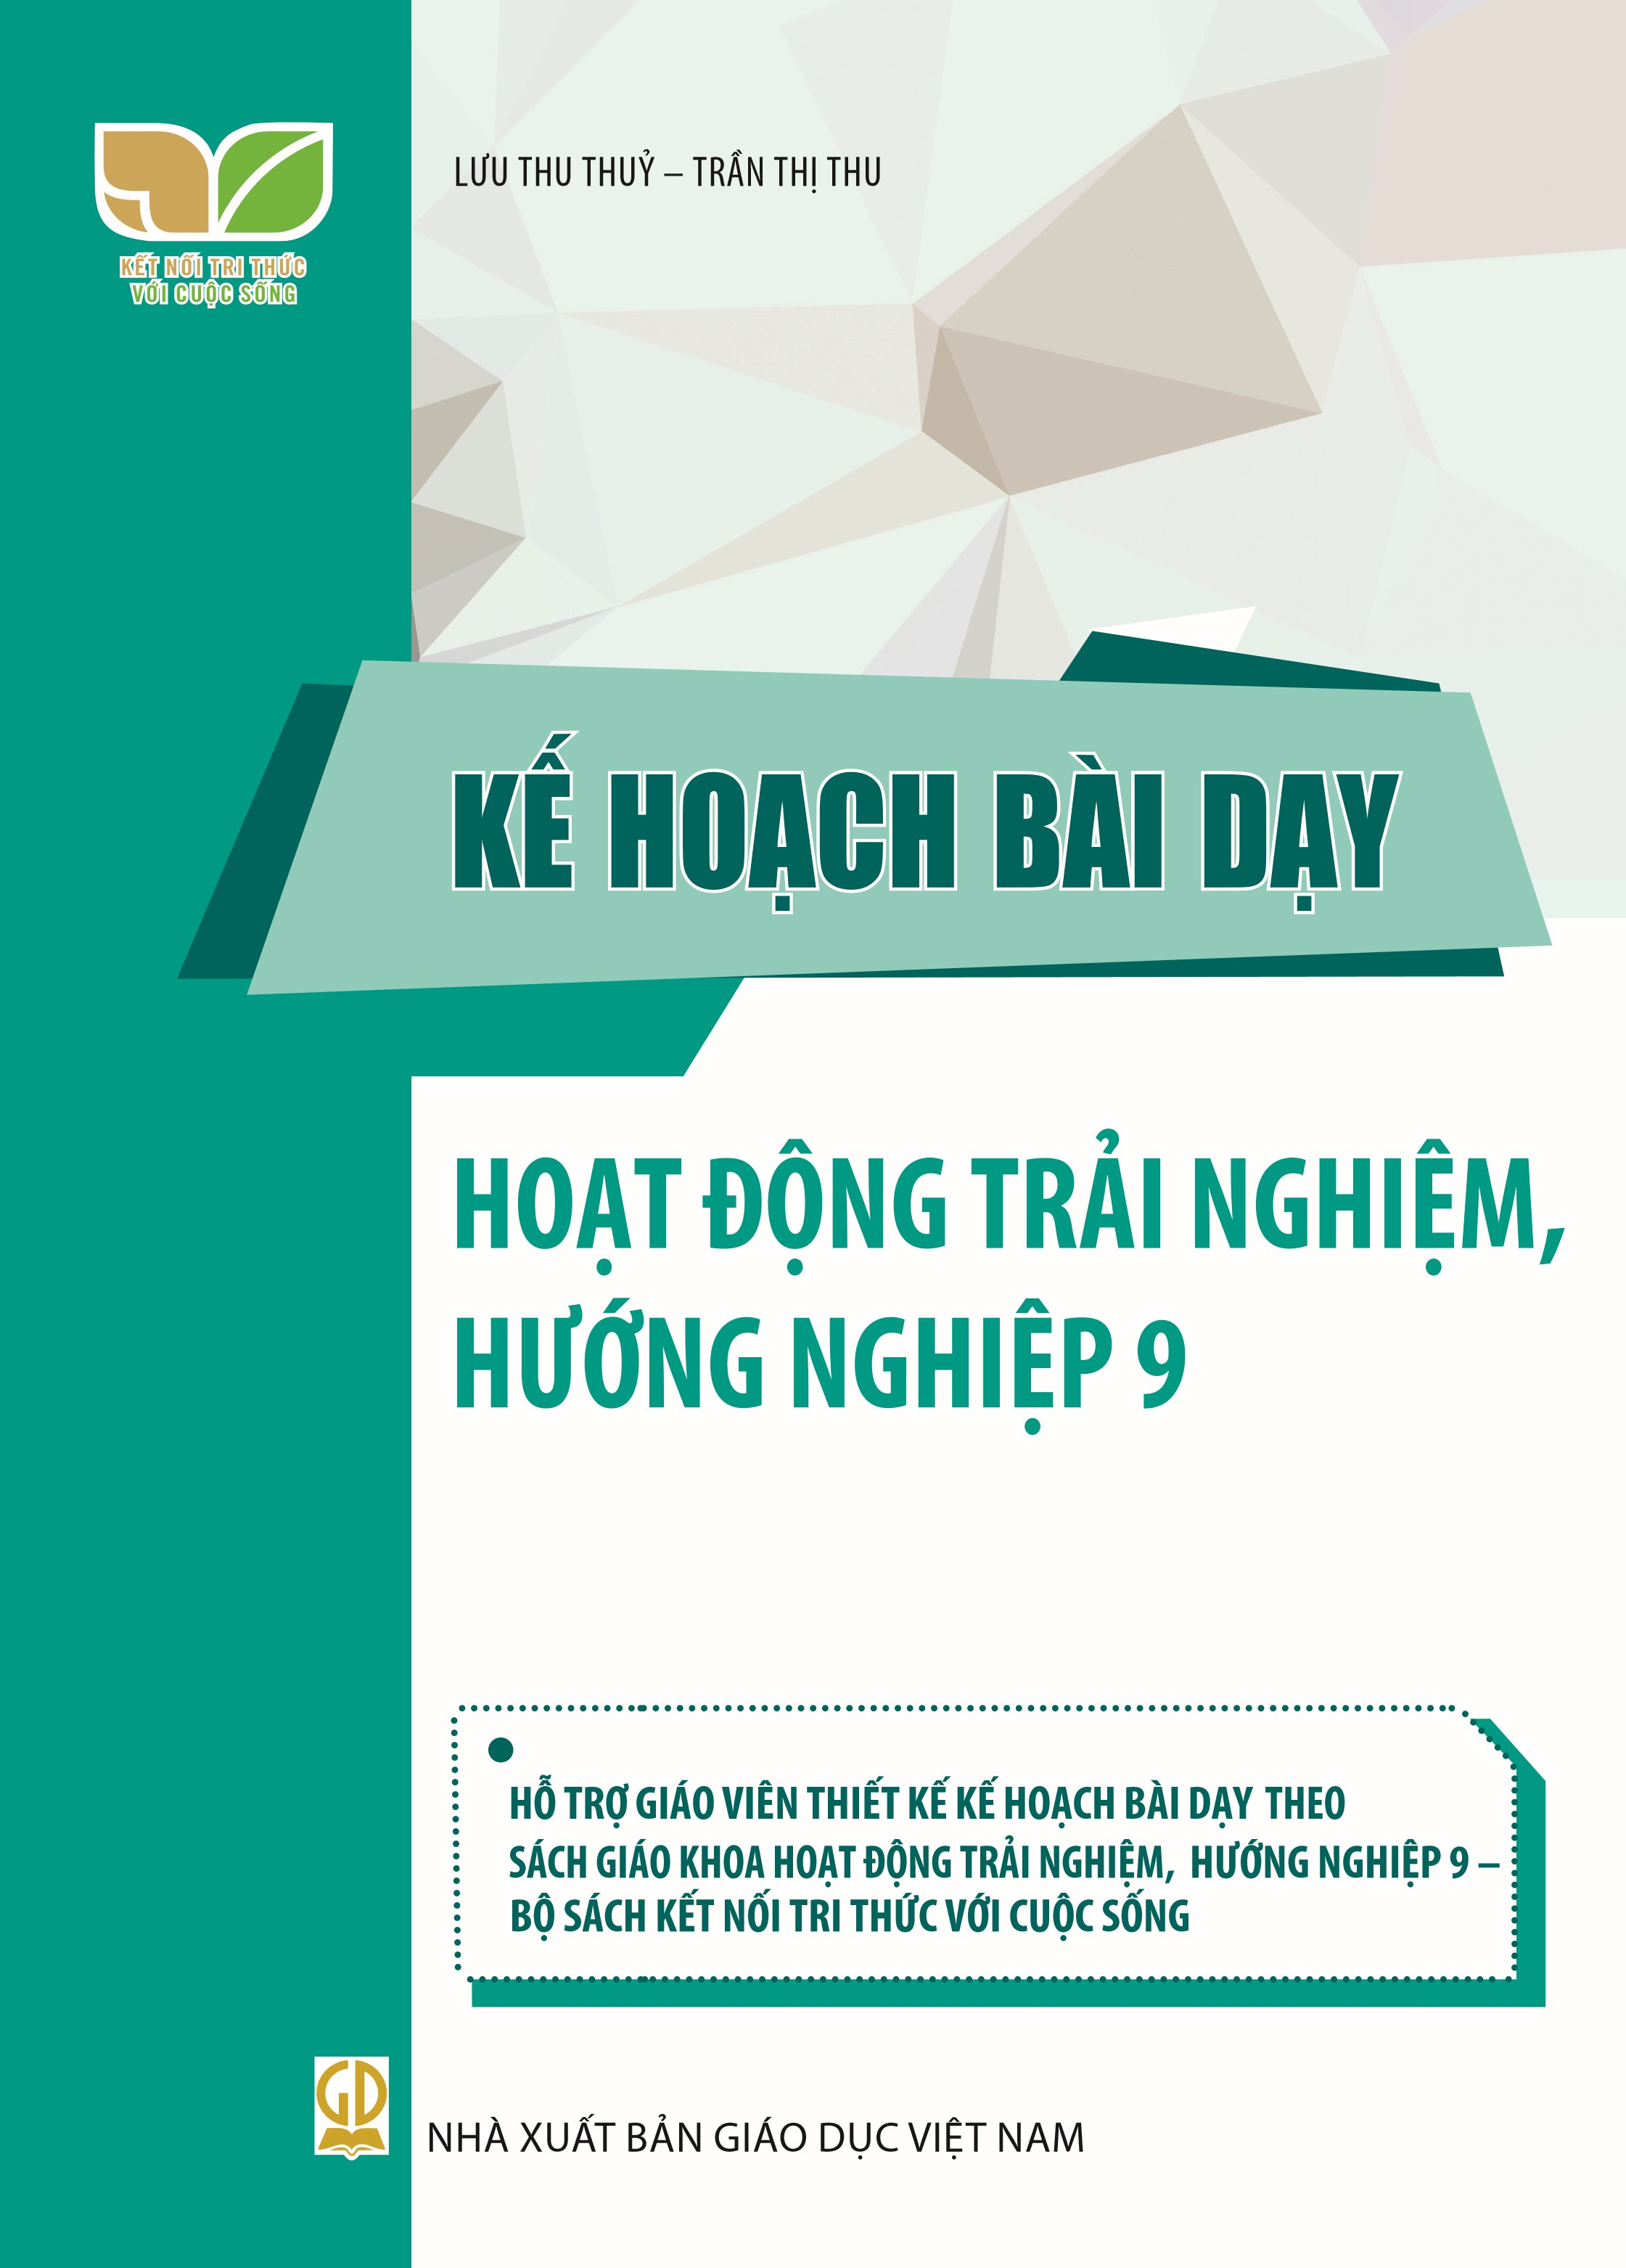 LƯU THU THUỶ – TRẦN THỊ THU
KẾT NỐI TRI THỨC
VỚI CUỘC SỐNG
KẾ HOẠCH BÀI DẠY
HOẠT ĐỘNG TRẢI NGHIỆM,
HƯỚNG NGHIỆP 9
HỖ TRỢ GIÁO VIÊN THIẾT KẾ KẾ HOẠCH BÀI DẠY THEO
SÁCH GIÁO KHOA HOẠT ĐỘNG TRẢI NGHIỆM, HƯỚNG NGHIỆP 9 –
BỘ SÁCH KẾT NỐI TRI THỨC VỚI CUỘC SỐNG
GD
NHÀ XUẤT BẢN GIÁO DỤC VIỆT NAM